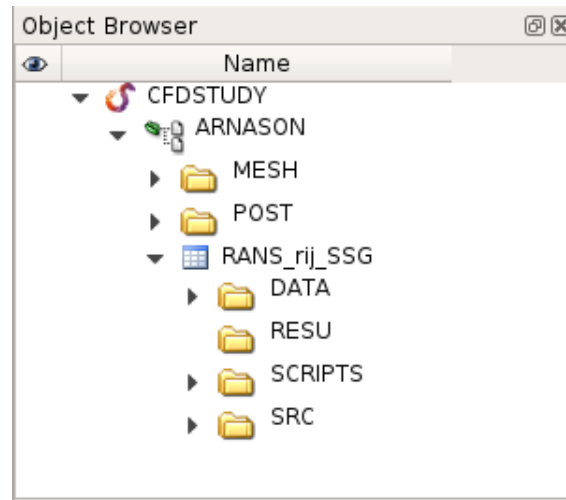 Object Browser
Name
CFDSTUDY
ARNASON
MESH
POST
RANS_rij_SSG
DATA
RESU
SCRIPTS
SRC